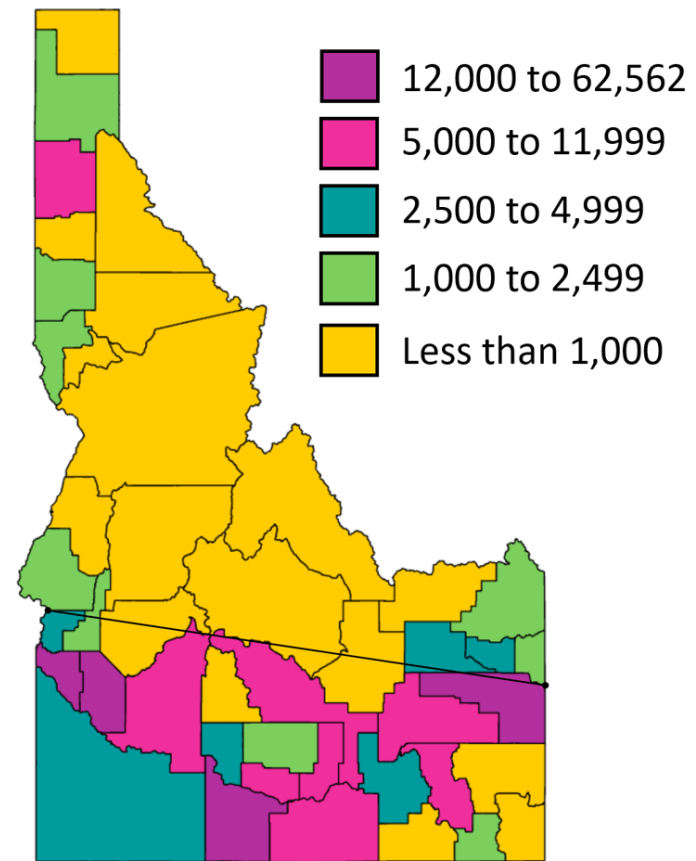 12,000 to 62,562
5,000 to 11,999
2,500 to 4,999
1,000 to 2,499
Less than 1,000